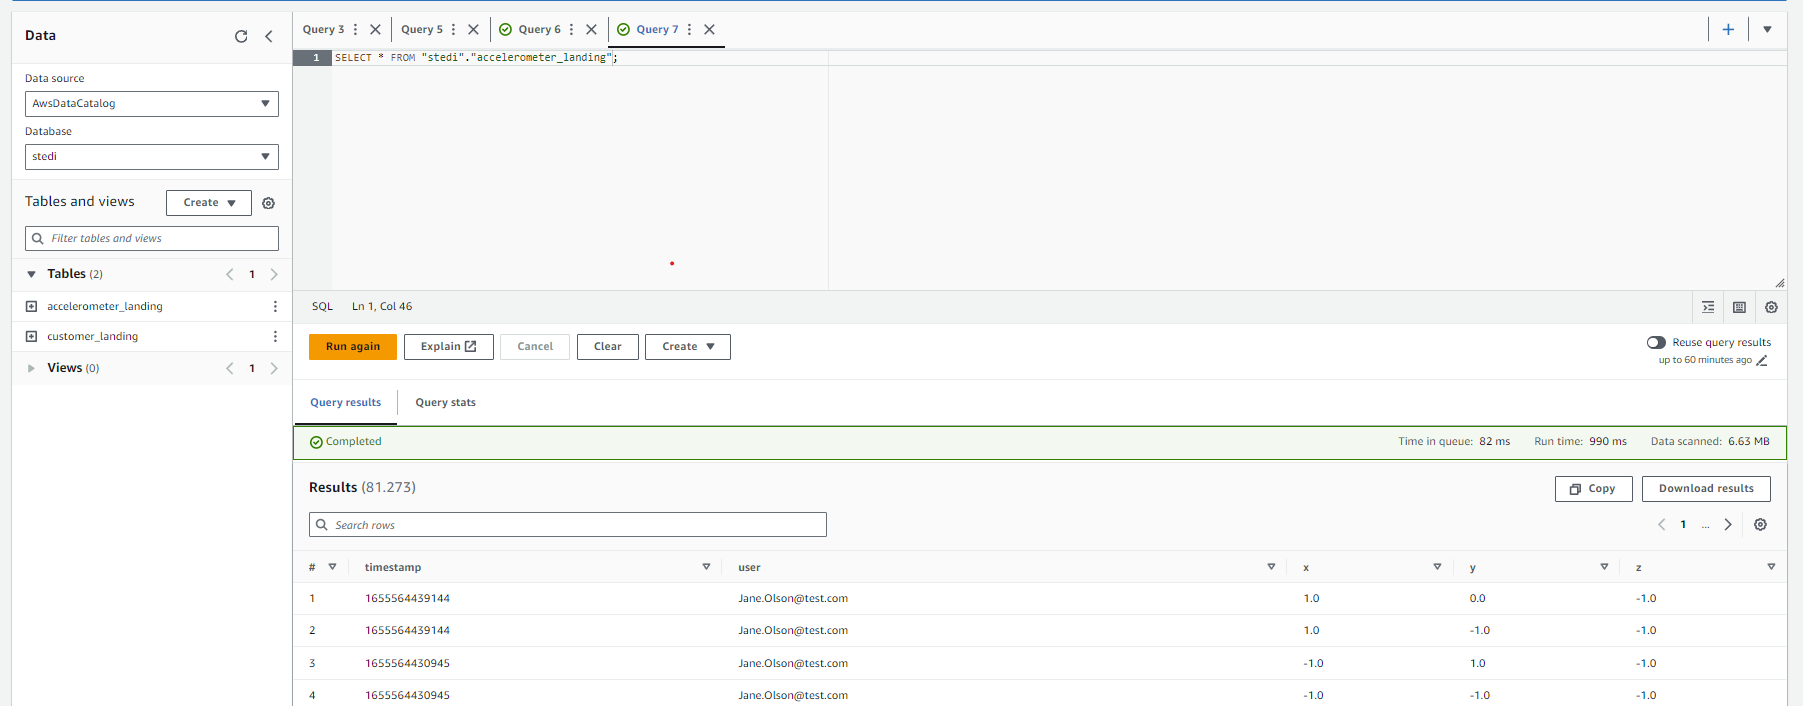 Data
Query 3
Query 5
Query 6
Query 7
1 SELECT * FROM "stedi"."accelerometer_landing";
Data source
AwsDataCatalog
Database
stedi
Tables and views
Create
Filter tables and views
Tables (2)
1
accelerometer_landing
customer_landing
Views (0)
1
SQL Ln 1, Col 46
Run again
Explain
Cancel
Clear
Create
Reuse query results
up to 60 minutes ago
Query results
Query stats
Completed
Time in queue: 82 ms
Run time: 990 ms
Data scanned: 6.63 MB
Results (81.273)
Copy
Download results
Search rows
1 ...
# timestamp user x y z
1 1655564439144 Jane.Olson@test.com 1.0 0.0 -1.0
2 1655564439144 Jane.Olson@test.com 1.0 -1.0 -1.0
3 1655564430945 Jane.Olson@test.com -1.0 1.0 -1.0
4 1655564430945 Jane.Olson@test.com -1.0 -1.0 -1.0